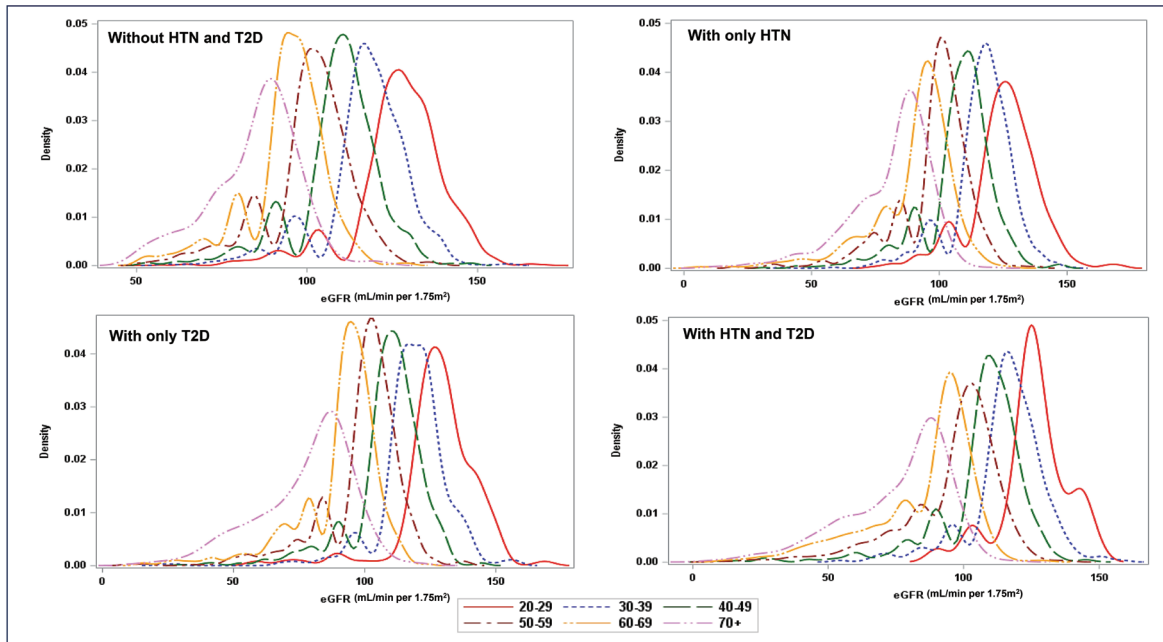 Without HTN and T2D
0.05
0.04
0.03
0.02
0.01
0.00
Density
50 100 150
eGFR (mL/min per 1.75m²)
With only HTN
0.05
0.04
0.03
0.02
0.01
0.00
Density
0 50 100 150
eGFR (mL/min per 1.75m²)
With only T2D
0.04
0.03
0.02
0.01
0.00
Density
0 50 100 150
eGFR (mL/min per 1.75m²)
With HTN and T2D
0.05
0.04
0.03
0.02
0.01
0.00
Density
0 50 100 150
eGFR (mL/min per 1.75m²)
20-29 30-39 40-49
50-59 60-69 70+